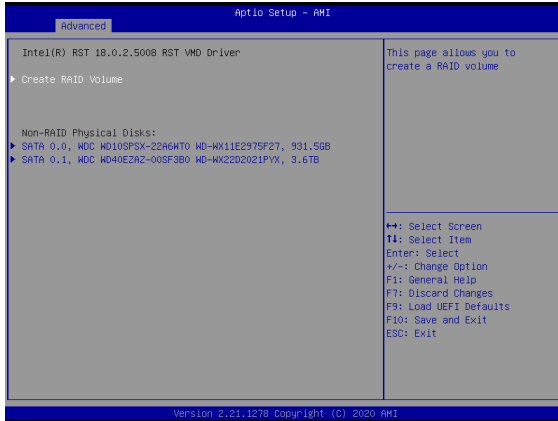 Aptio Setup – AMI
Advanced
Intel(R) RST 18.0.2.5008 RST VMD Driver
Create RAID Volume
Non-RAID Physical Disks:
SATA 0.0, WDC WD10SPSX-22A6WT0 WD-WX11E2975F27, 931.5GB
SATA 0.1, WDC WD40EZAZ-00SF3B0 WD-WX22D2021PYX, 3.6TB
This page allows you to
create a RAID volume
↔: Select Screen
↑↓: Select Item
Enter: Select
+/-: Change Option
F1: General Help
F7: Discard Changes
F9: Load UEFI Defaults
F10: Save and Exit
ESC: Exit
Version 2.21.1278 Copyright (C) 2020 AMI